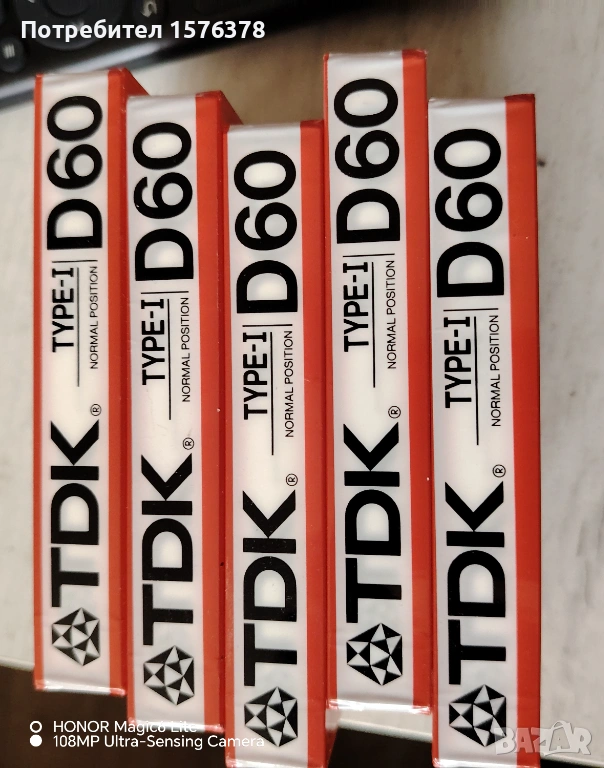 Потребител 1576378
TDK® TYPE-I NORMAL POSITION D60
TDK® TYPE-I NORMAL POSITION D60
TDK® TYPE-I NORMAL POSITION D60
TDK® TYPE-I NORMAL POSITION D60
TDK® TYPE-I NORMAL POSITION D60
HONOR Magic6 Lite
108MP Ultra-Sensing Camera
BAZAR